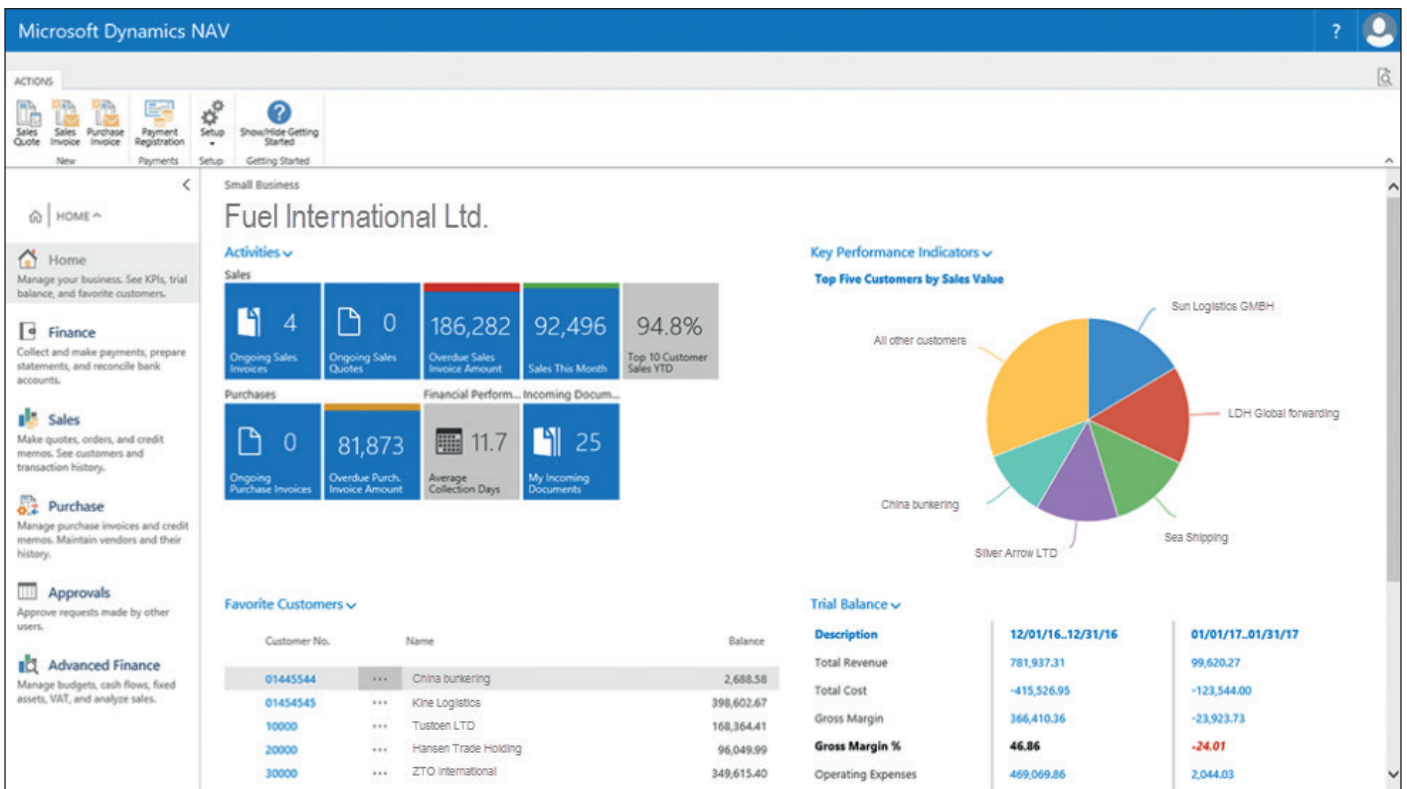 Microsoft Dynamics NAV
?
ACTIONS
Sales Quote
Sales Invoice
Purchase Invoice
New
Payment Registration
Payments
Setup
Setup
?
Show/Hide Getting Started
Getting Started
HOME
Home
Manage your business. See KPIs, trial
balance, and favorite customers.
Finance
Collect and make payments, prepare
statements, and reconcile bank
accounts.
Sales
Make quotes, orders, and credit
memos. See customers and
transaction history.
Purchase
Manage purchase invoices and credit
memos. Maintain vendors and their
history.
Approvals
Approve requests made by other
users.
Advanced Finance
Manage budgets, cash flows, fixed
assets, VAT, and analyze sales.
Small Business
Fuel International Ltd.
Activities
Sales
4
Ongoing Sales
Invoices
0
Ongoing Sales
Quotes
186,282
Overdue Sales
Invoice Amount
92,496
Sales This Month
94.8%
Top 10 Customer
Sales YTD
Purchases
Financial Perform...
Incoming Docum...
0
Ongoing
Purchase Invoices
81,873
Overdue Purch.
Invoice Amount
11.7
Average
Collection Days
25
My Incoming
Documents
Key Performance Indicators
Top Five Customers by Sales Value
Sun Logistics GMBH
All other customers
LDH Global forwarding
China bunkering
Sea Shipping
Silver Arrow LTD
Favorite Customers
Customer No. Name Balance
01445544 ... China bunkering 2,688.58
01454545 ... Kine Logistics 398,602.67
10000 ... Tustoen LTD 168,364.41
20000 ... Hansen Trade Holding 96,049.99
30000 ... ZTO International 349,615.40
Trial Balance
Description 12/01/16..12/31/16 01/01/17..01/31/17
Total Revenue 781,937.31 99,620.27
Total Cost -415,526.95 -123,544.00
Gross Margin 366,410.36 -23,923.73
Gross Margin % 46.86 -24.01
Operating Expenses 469,069.86 2,044.03